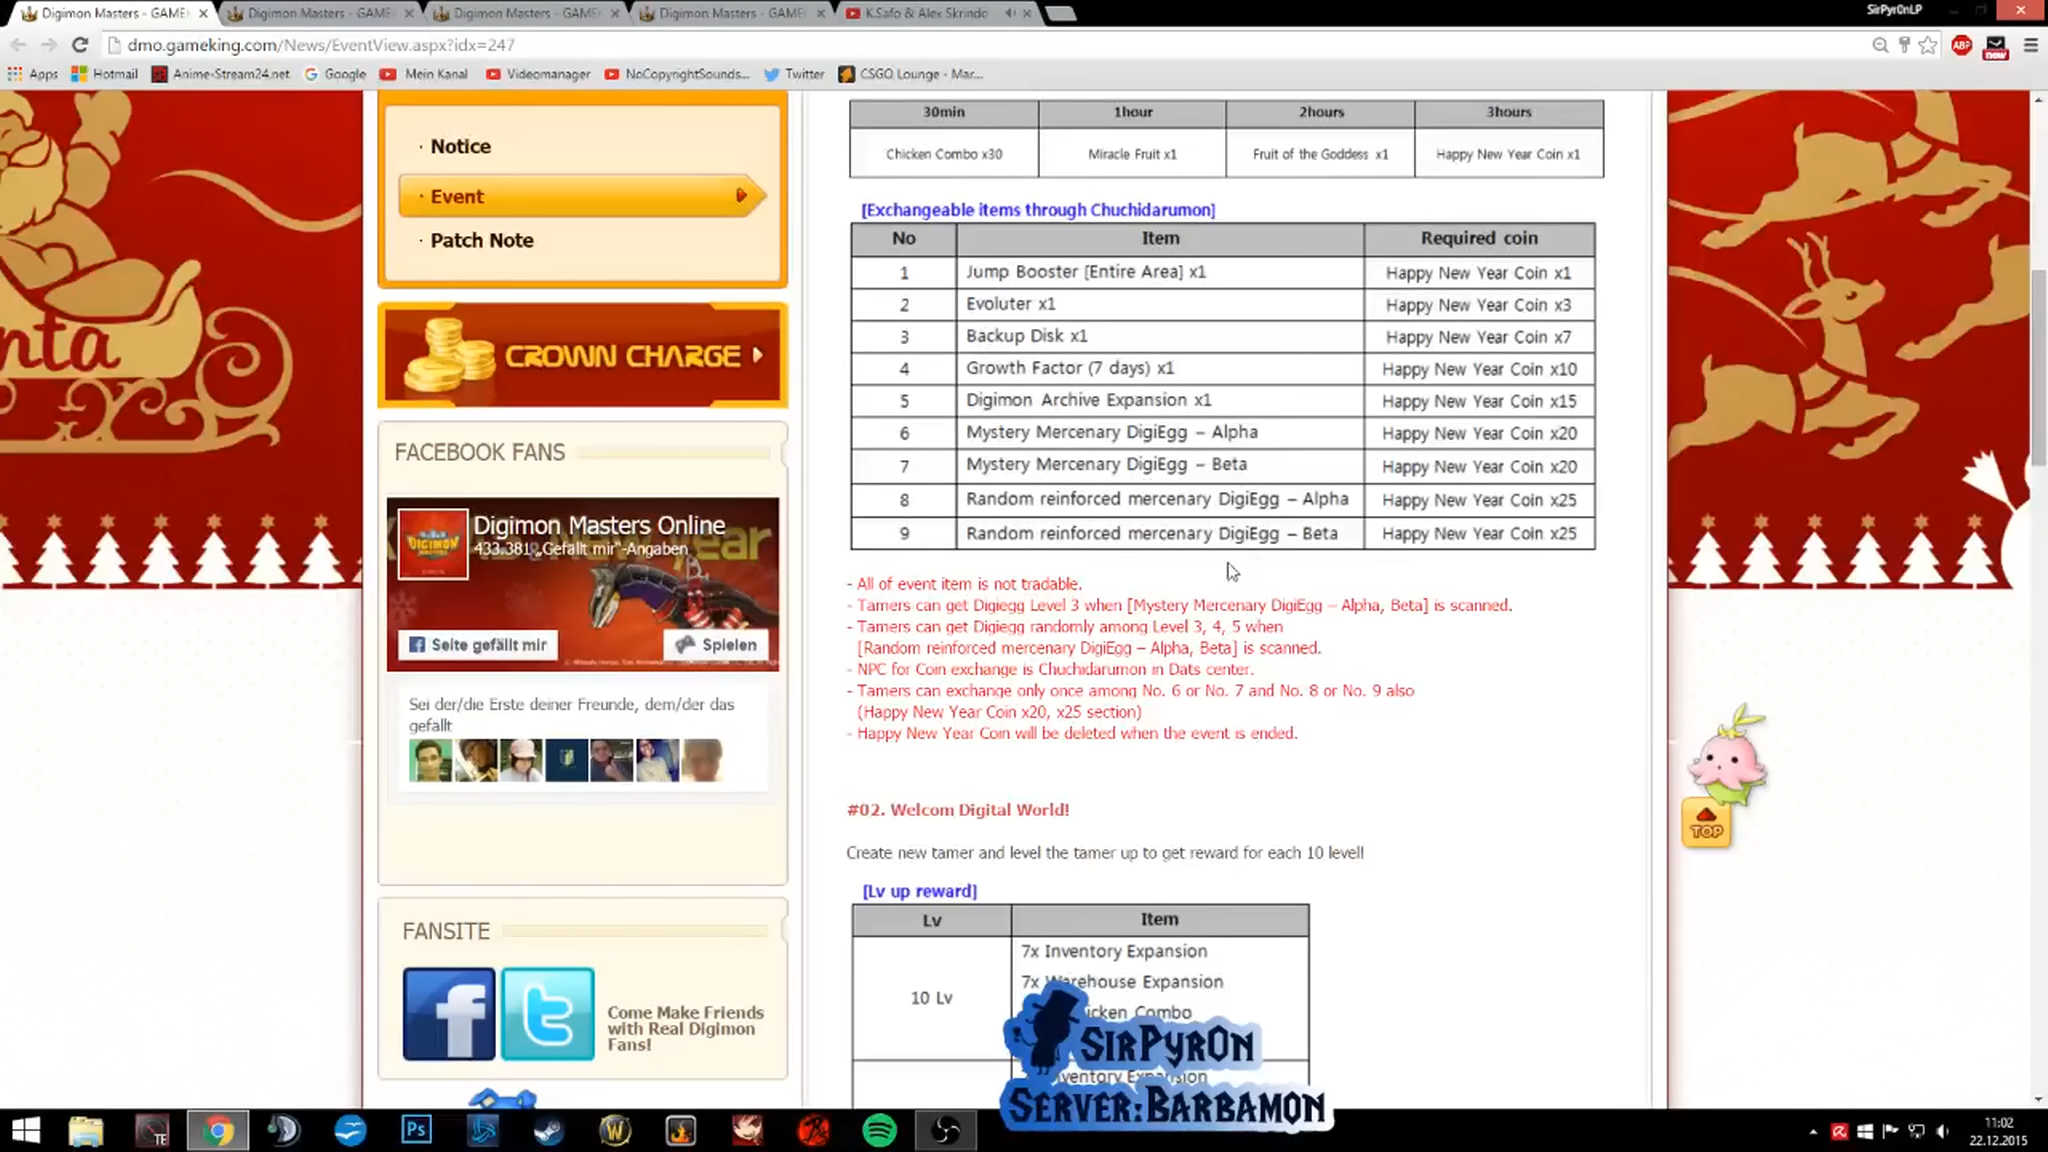 Digimon Masters - GAME
Digimon Masters - GAME
Digimon Masters - GAME
Digimon Masters - GAME
K.Safo & Alex Skrindo
SirPyr0nLP
dmo.gameking.com/News/EventView.aspx?idx=247
ABP
new
Apps
Hotmail
Anime-Stream24.net
Google
Mein Kanal
Videomanager
NoCopyrightSounds...
Twitter
CSGO Lounge - Mar...
nta
· Notice
· Event
· Patch Note
CROWN CHARGE
FACEBOOK FANS
Digimon Masters Online
433.381 „Gefällt mir"-Angaben
DIGIMON
Seite gefällt mir
Spielen
Sei der/die Erste deiner Freunde, dem/der das
gefällt
FANSITE
Come Make Friends
with Real Digimon
Fans!
30min 1hour 2hours 3hours
Chicken Combo x30 Miracle Fruit x1 Fruit of the Goddess x1 Happy New Year Coin x1
[Exchangeable items through Chuchidarumon]
No Item Required coin
1 Jump Booster [Entire Area] x1 Happy New Year Coin x1
2 Evoluter x1 Happy New Year Coin x3
3 Backup Disk x1 Happy New Year Coin x7
4 Growth Factor (7 days) x1 Happy New Year Coin x10
5 Digimon Archive Expansion x1 Happy New Year Coin x15
6 Mystery Mercenary DigiEgg – Alpha Happy New Year Coin x20
7 Mystery Mercenary DigiEgg – Beta Happy New Year Coin x20
8 Random reinforced mercenary DigiEgg – Alpha Happy New Year Coin x25
9 Random reinforced mercenary DigiEgg – Beta Happy New Year Coin x25
- All of event item is not tradable.
- Tamers can get Digiegg Level 3 when [Mystery Mercenary DigiEgg – Alpha, Beta] is scanned.
- Tamers can get Digiegg randomly among Level 3, 4, 5 when
[Random reinforced mercenary DigiEgg – Alpha, Beta] is scanned.
- NPC for Coin exchange is Chuchidarumon in Dats center.
- Tamers can exchange only once among No. 6 or No. 7 and No. 8 or No. 9 also
(Happy New Year Coin x20, x25 section)
- Happy New Year Coin will be deleted when the event is ended.
#02. Welcom Digital World!
Create new tamer and level the tamer up to get reward for each 10 level!
[Lv up reward]
Lv Item
10 Lv
7x Inventory Expansion
7x Warehouse Expansion
icken Combo
TOP
SirPyr0n
Server:Barbamon
TE
Ps
11:02
22.12.2015